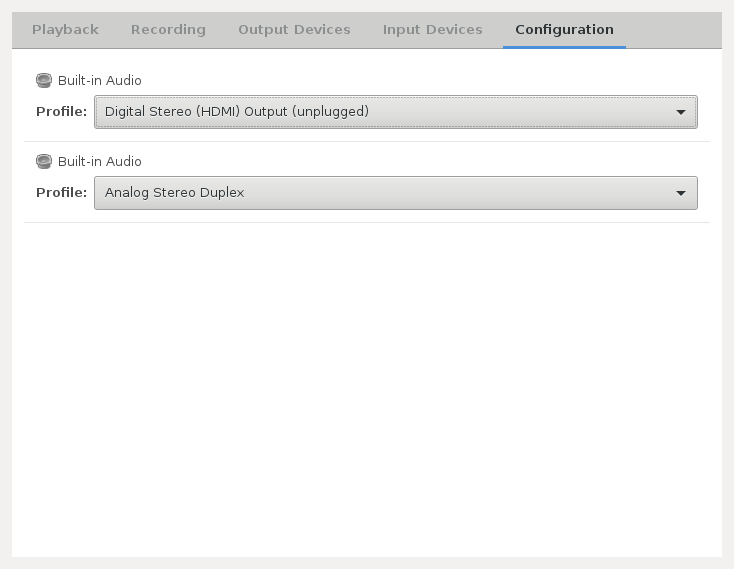 Playback Recording Output Devices Input Devices Configuration
Built-in Audio
Profile: Digital Stereo (HDMI) Output (unplugged)
Built-in Audio
Profile: Analog Stereo Duplex